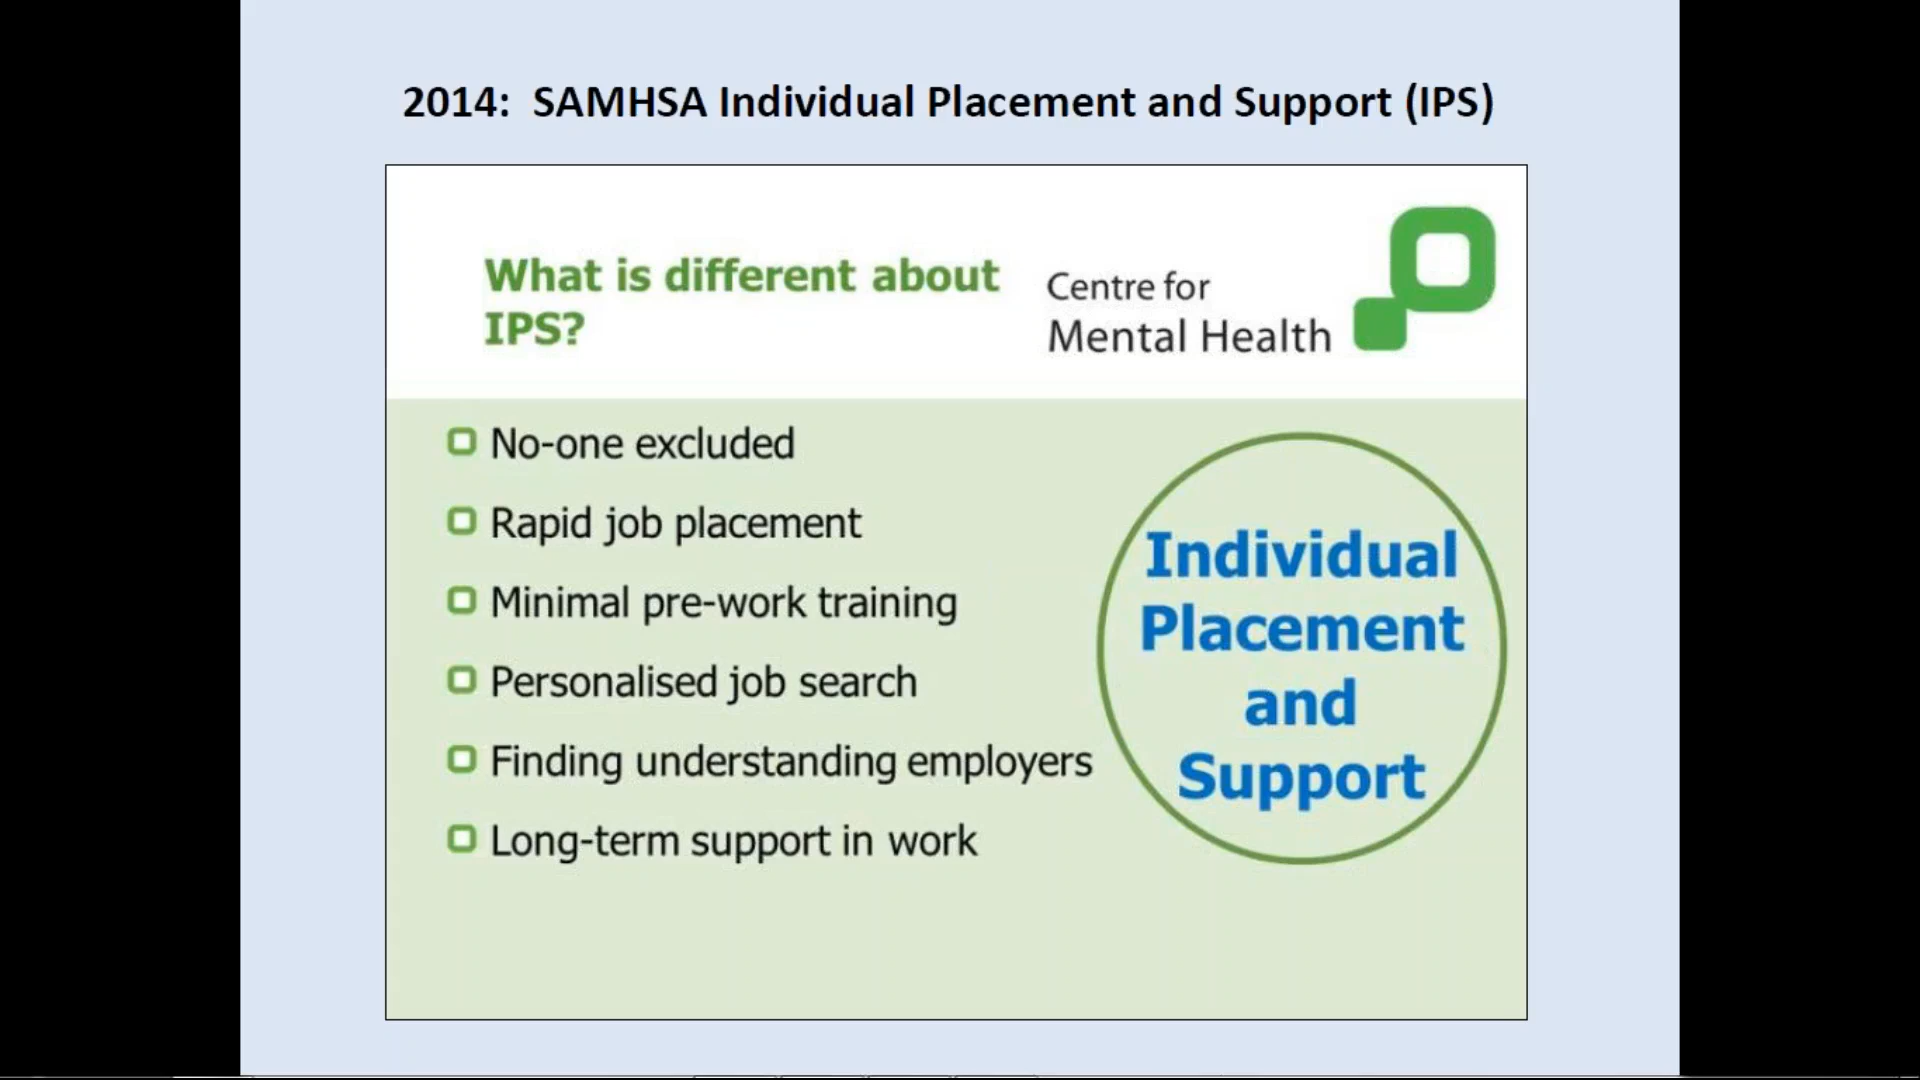 2014: SAMHSA Individual Placement and Support (IPS)
What is different about
IPS?
Centre for
Mental Health
No-one excluded
Rapid job placement
Minimal pre-work training
Personalised job search
Finding understanding employers
Long-term support in work
Individual
Placement
and
Support